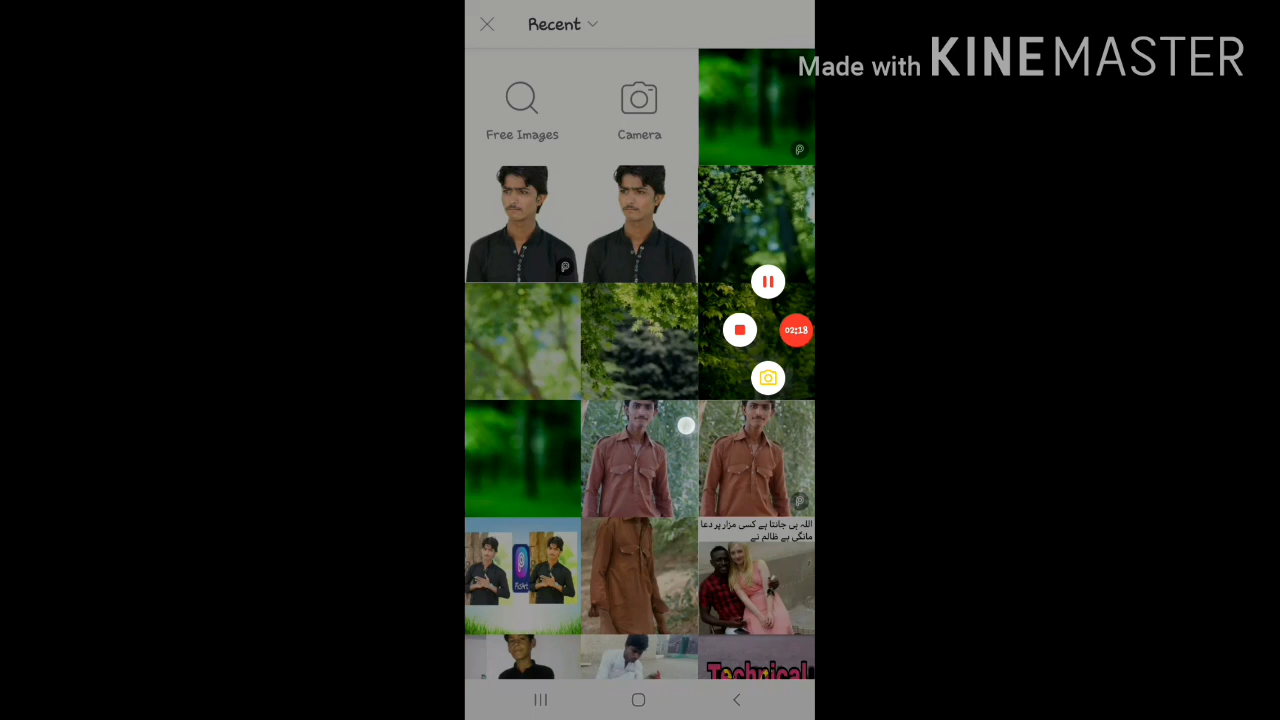 Recent
Made with KINEMASTER
Free Images
Camera
02:18
اللہ ہی جانتا ہے کسی مزار پر دعا
مانگی ہے ظالم نے
PicsArt
Technical